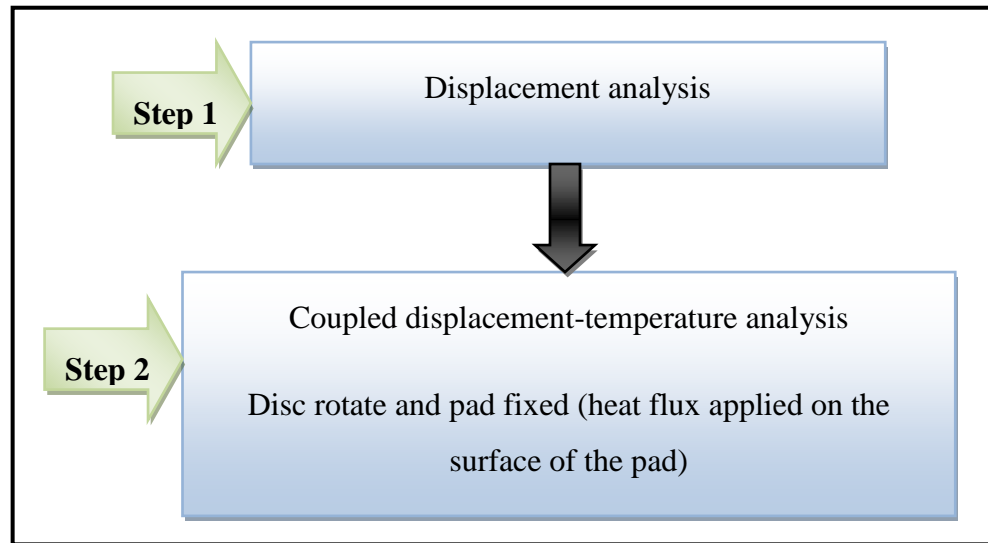 Step 1
Displacement analysis
Step 2
Coupled displacement-temperature analysis
Disc rotate and pad fixed (heat flux applied on the
surface of the pad)